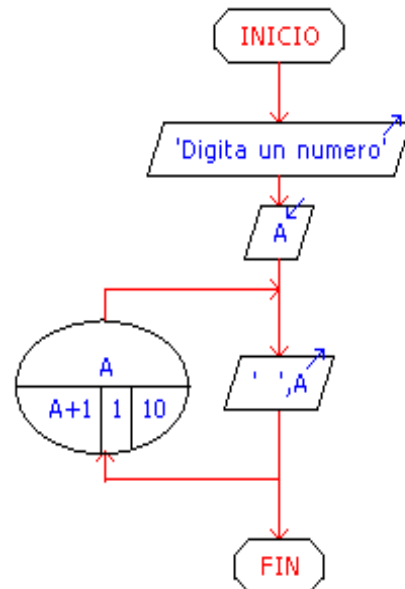 INICIO
'Digita un numero'
A
A
' ',A
A+1 1 10
FIN